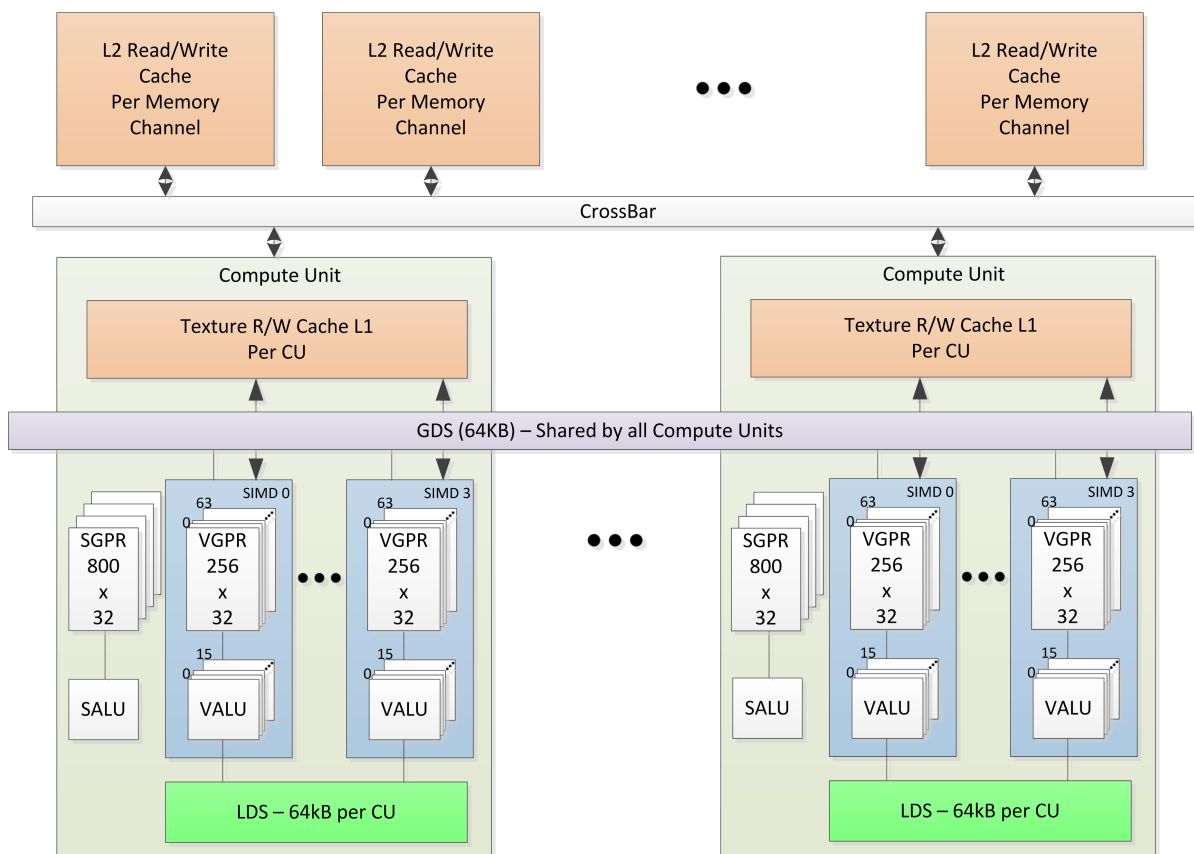 L2 Read/Write
Cache
Per Memory
Channel
L2 Read/Write
Cache
Per Memory
Channel
L2 Read/Write
Cache
Per Memory
Channel
CrossBar
Compute Unit
Texture R/W Cache L1
Per CU
Compute Unit
Texture R/W Cache L1
Per CU
GDS (64KB) – Shared by all Compute Units
SGPR
800
x
32
SALU
SIMD 0
63
0
VGPR
256
x
32
15
0
VALU
SIMD 3
63
0
VGPR
256
x
32
15
0
VALU
LDS – 64kB per CU
SGPR
800
x
32
SALU
SIMD 0
63
0
VGPR
256
x
32
15
0
VALU
SIMD 3
63
0
VGPR
256
x
32
15
0
VALU
LDS – 64kB per CU